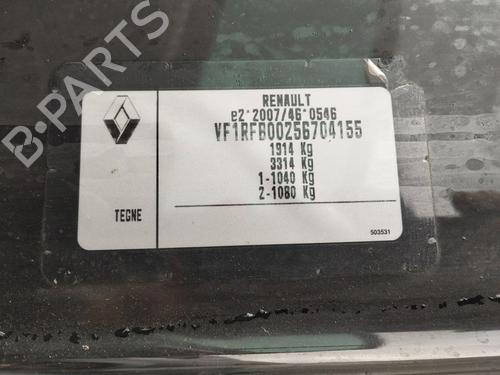 B-PARTS
RENAULT
e2*2007/46*0546
VF1RFB00256704155
1914 Kg
3314 Kg
1-1040 Kg
2-1080 Kg
TEGNE
503531